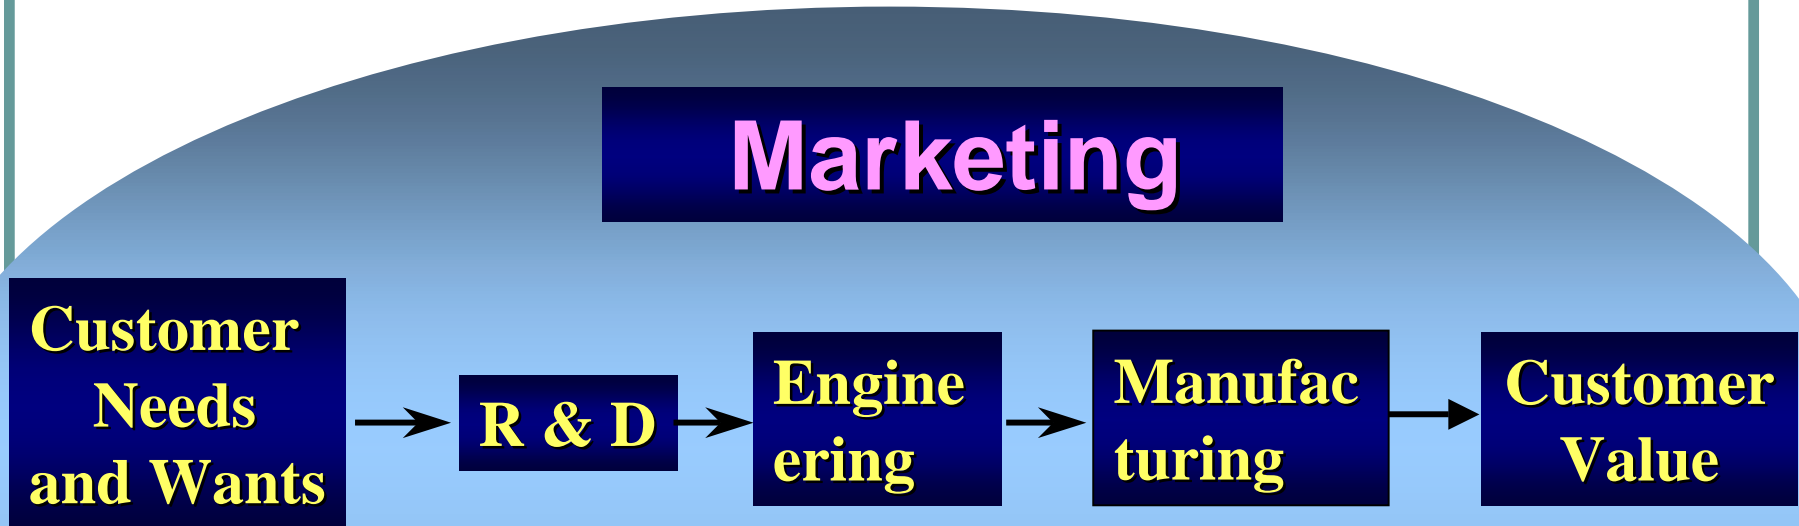 Marketing
Customer
Needs
and Wants
R & D
Engine
ering
Manufac
turing
Customer
Value